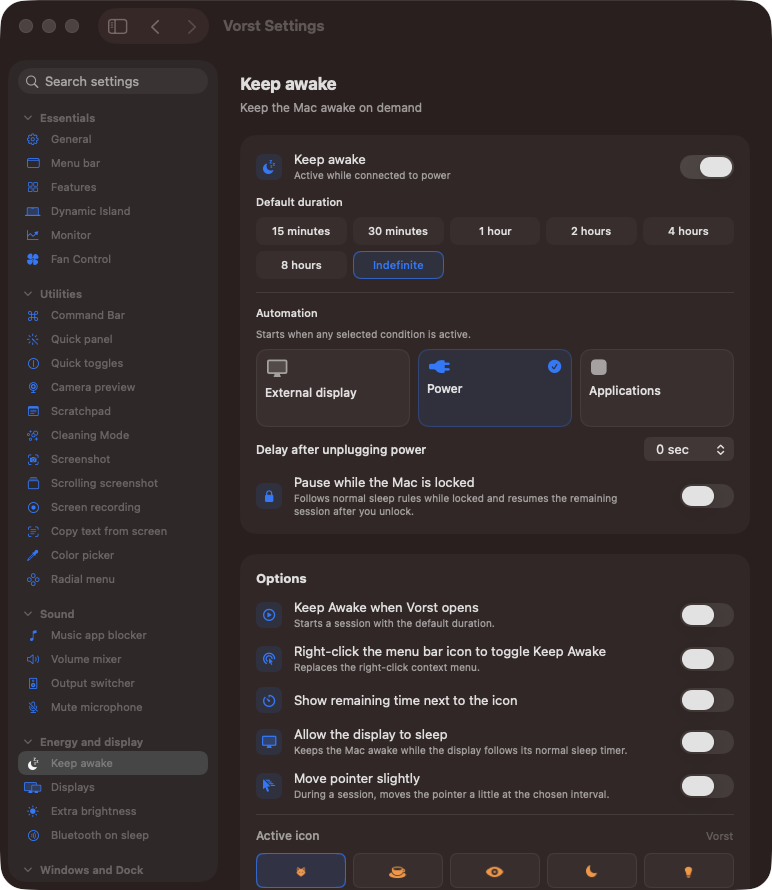 Vorst Settings
Search settings
Essentials
General
Menu bar
Features
Dynamic Island
Monitor
Fan Control
Utilities
Command Bar
Quick panel
Quick toggles
Camera preview
Scratchpad
Cleaning Mode
Screenshot
Scrolling screenshot
Screen recording
Copy text from screen
Color picker
Radial menu
Sound
Music app blocker
Volume mixer
Output switcher
Mute microphone
Energy and display
Keep awake
Displays
Extra brightness
Bluetooth on sleep
Windows and Dock
Keep awake
Keep the Mac awake on demand
Keep awake
Active while connected to power
Default duration
15 minutes
30 minutes
1 hour
2 hours
4 hours
8 hours
Indefinite
Automation
Starts when any selected condition is active.
External display
Power
Applications
Delay after unplugging power
0 sec
Pause while the Mac is locked
Follows normal sleep rules while locked and resumes the remaining
session after you unlock.
Options
Keep Awake when Vorst opens
Starts a session with the default duration.
Right-click the menu bar icon to toggle Keep Awake
Replaces the right-click context menu.
Show remaining time next to the icon
Allow the display to sleep
Keeps the Mac awake while the display follows its normal sleep timer.
Move pointer slightly
During a session, moves the pointer a little at the chosen interval.
Active icon
Vorst